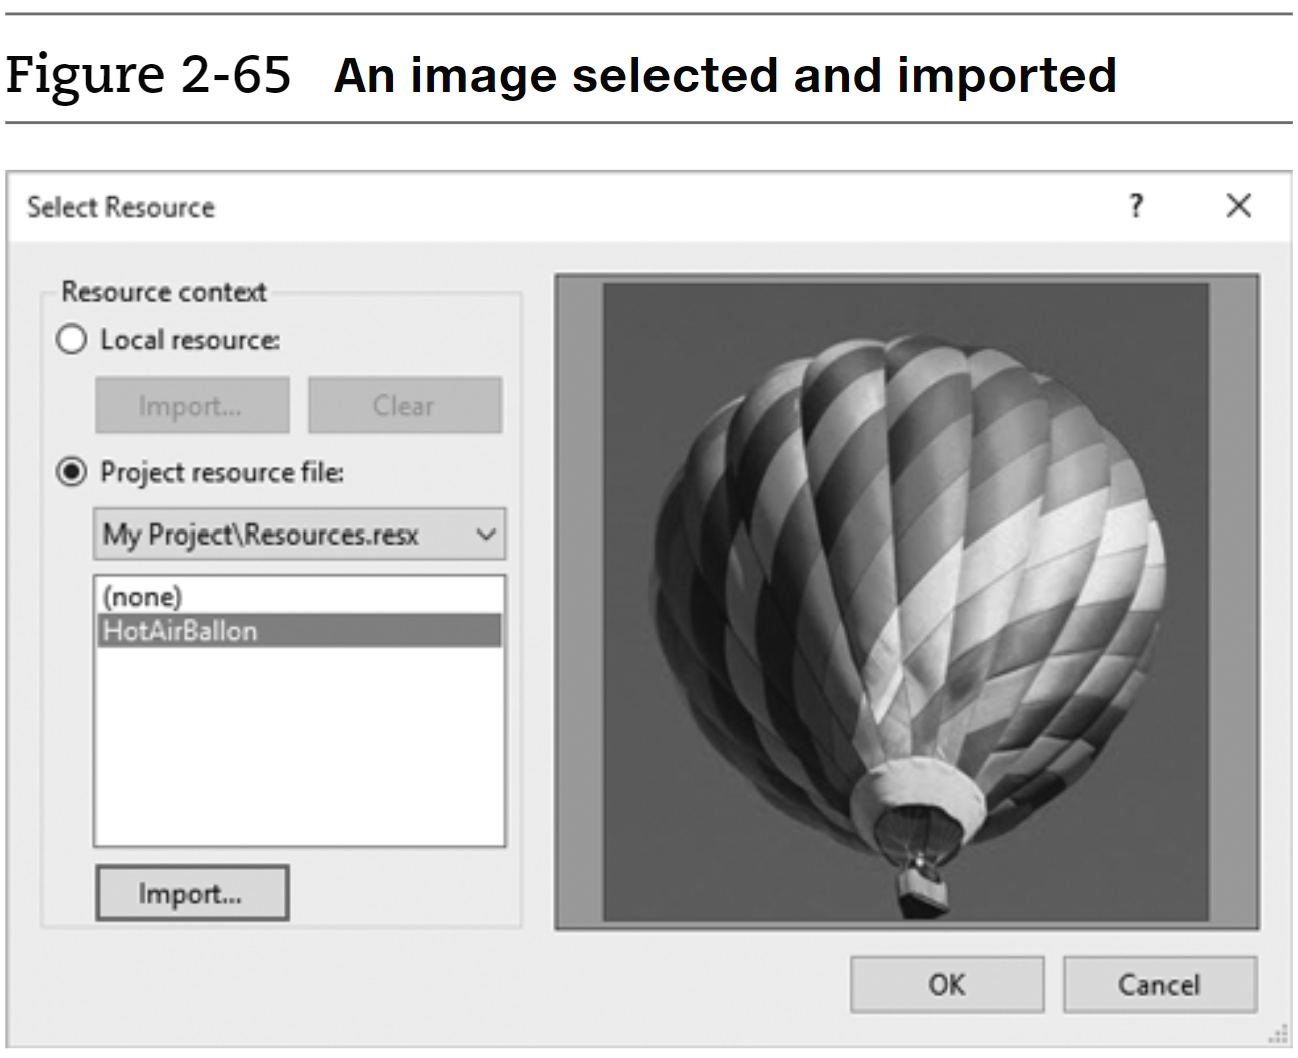 Figure 2-65 An image selected and imported
Select Resource
?
Resource context
Local resource:
Import... Clear
Project resource file:
My Project\Resources.resx
(none)
HotAirBallon
Import...
OK Cancel